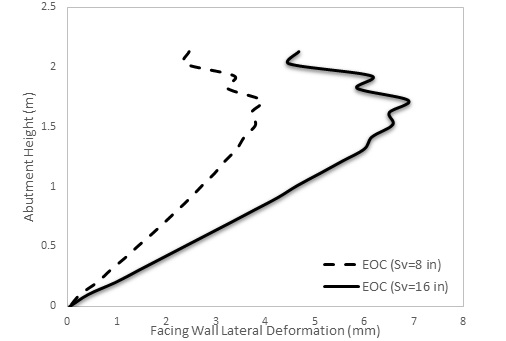 2.5
2
1.5
1
0.5
0
Abutment Height (m)
EOC (Sv=8 in)
EOC (Sv=16 in)
0 1 2 3 4 5 6 7 8
Facing Wall Lateral Deformation (mm)